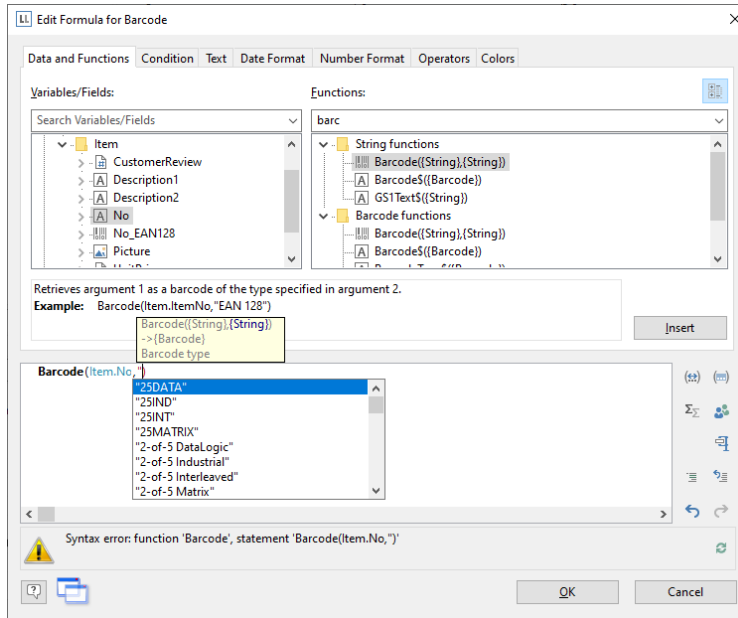 LL Edit Formula for Barcode
Data and Functions Condition Text Date Format Number Format Operators Colors
Variables/Fields: Functions:
Search Variables/Fields barc
Item
CustomerReview
A Description1
A Description2
A No
No_EAN128
Picture
String functions
Barcode({String},{String})
A Barcode$({Barcode})
A GS1Text$({String})
Barcode functions
Barcode({String},{String})
A Barcode$({Barcode})
Retrieves argument 1 as a barcode of the type specified in argument 2.
Example: Barcode(Item.ItemNo,"EAN 128")
Barcode({String},{String})
->{Barcode}
Barcode type
Insert
Barcode(Item.No,")
"25DATA"
"25IND"
"25INT"
"25MATRIX"
"2-of-5 DataLogic"
"2-of-5 Industrial"
"2-of-5 Interleaved"
"2-of-5 Matrix"
Syntax error: function 'Barcode', statement 'Barcode(Item.No,")'
OK Cancel